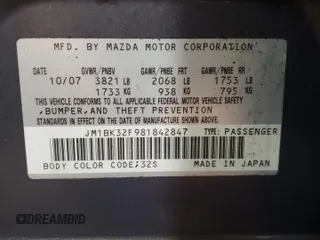 MFD. BY MAZDA MOTOR CORPORATION
GVWR/PNBV GAWR/PNBE FRT GAWR/PNBE RR
10/07 3821 LB 2068 LB 1753 LB
1733 KG 938 KG 795 KG
THIS VEHICLE CONFORMS TO ALL APPLICABLE FEDERAL MOTOR VEHICLE SAFETY,
BUMPER, AND THEFT PREVENTION
STANDARDS IN EFFECT ON THE DATE OF MANUFACTURE SHOWN ABOVE.
JM1BK32F981842847 TYPE: PASSENGER
BODY COLOR CODE:32S MADE IN JAPAN
© DREAMBID